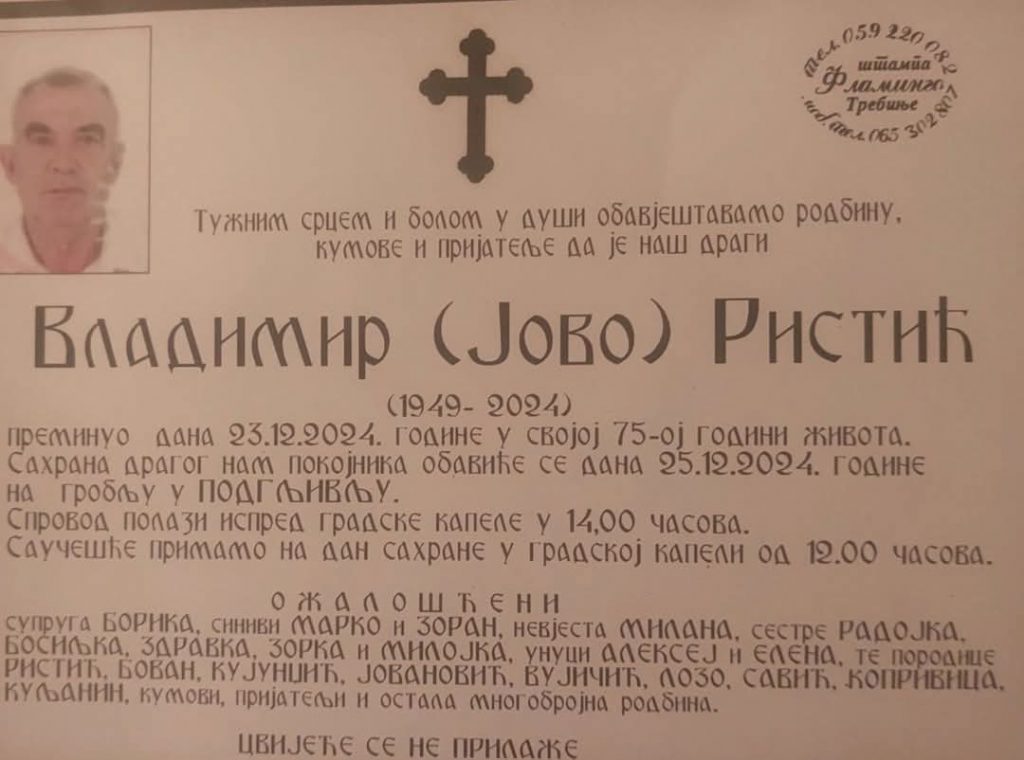 тел. 059 220 082
штампа
Фламинго
Требиње
моб. тел. 065 302 807
Тужним срцем и болом у души обавјештавамо родбину,
кумове и пријатеље да је наш драги
Владимир (Јово) Ристић
(1949- 2024)
преминуо дана 23.12.2024. године у својој 75-ој години живота.
Сахрана драгог нам покојника обавиће се дана 25.12.2024. године
на гробљу у ПОДГЉИВЉУ.
Спровод полази испред градске капеле у 14,00 часова.
Саучешће примамо на дан сахране у градској капели од 12.00 часова.
О Ж А Л О Ш Ћ Е Н И
супруга БОРИКА, синиви МАРКО и ЗОРАН, невјеста МИЛАНА, сестре РАДОЈКА,
БОСИЉКА, ЗДРАВКА, ЗОРКА и МИЛОЈКА, унуци АЛЕКСЕЈ и ЕЛЕНА, те породице
РИСТИЋ, БОВАН, КУЈУНЏИЋ, ЈОВАНОВИЋ, ВУЈИЧИЋ, ЛОЗО, САВИЋ, КОПРИВИЦА,
КУЉАНИН, кумови, пријатељи и остала многобројна родбина.
ЦВИЈЕЋЕ СЕ НЕ ПРИЛАЖЕ